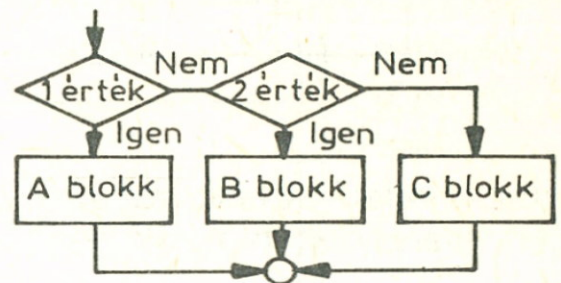 Nem Nem
1 érték 2 érték
Igen Igen
A blokk B blokk C blokk